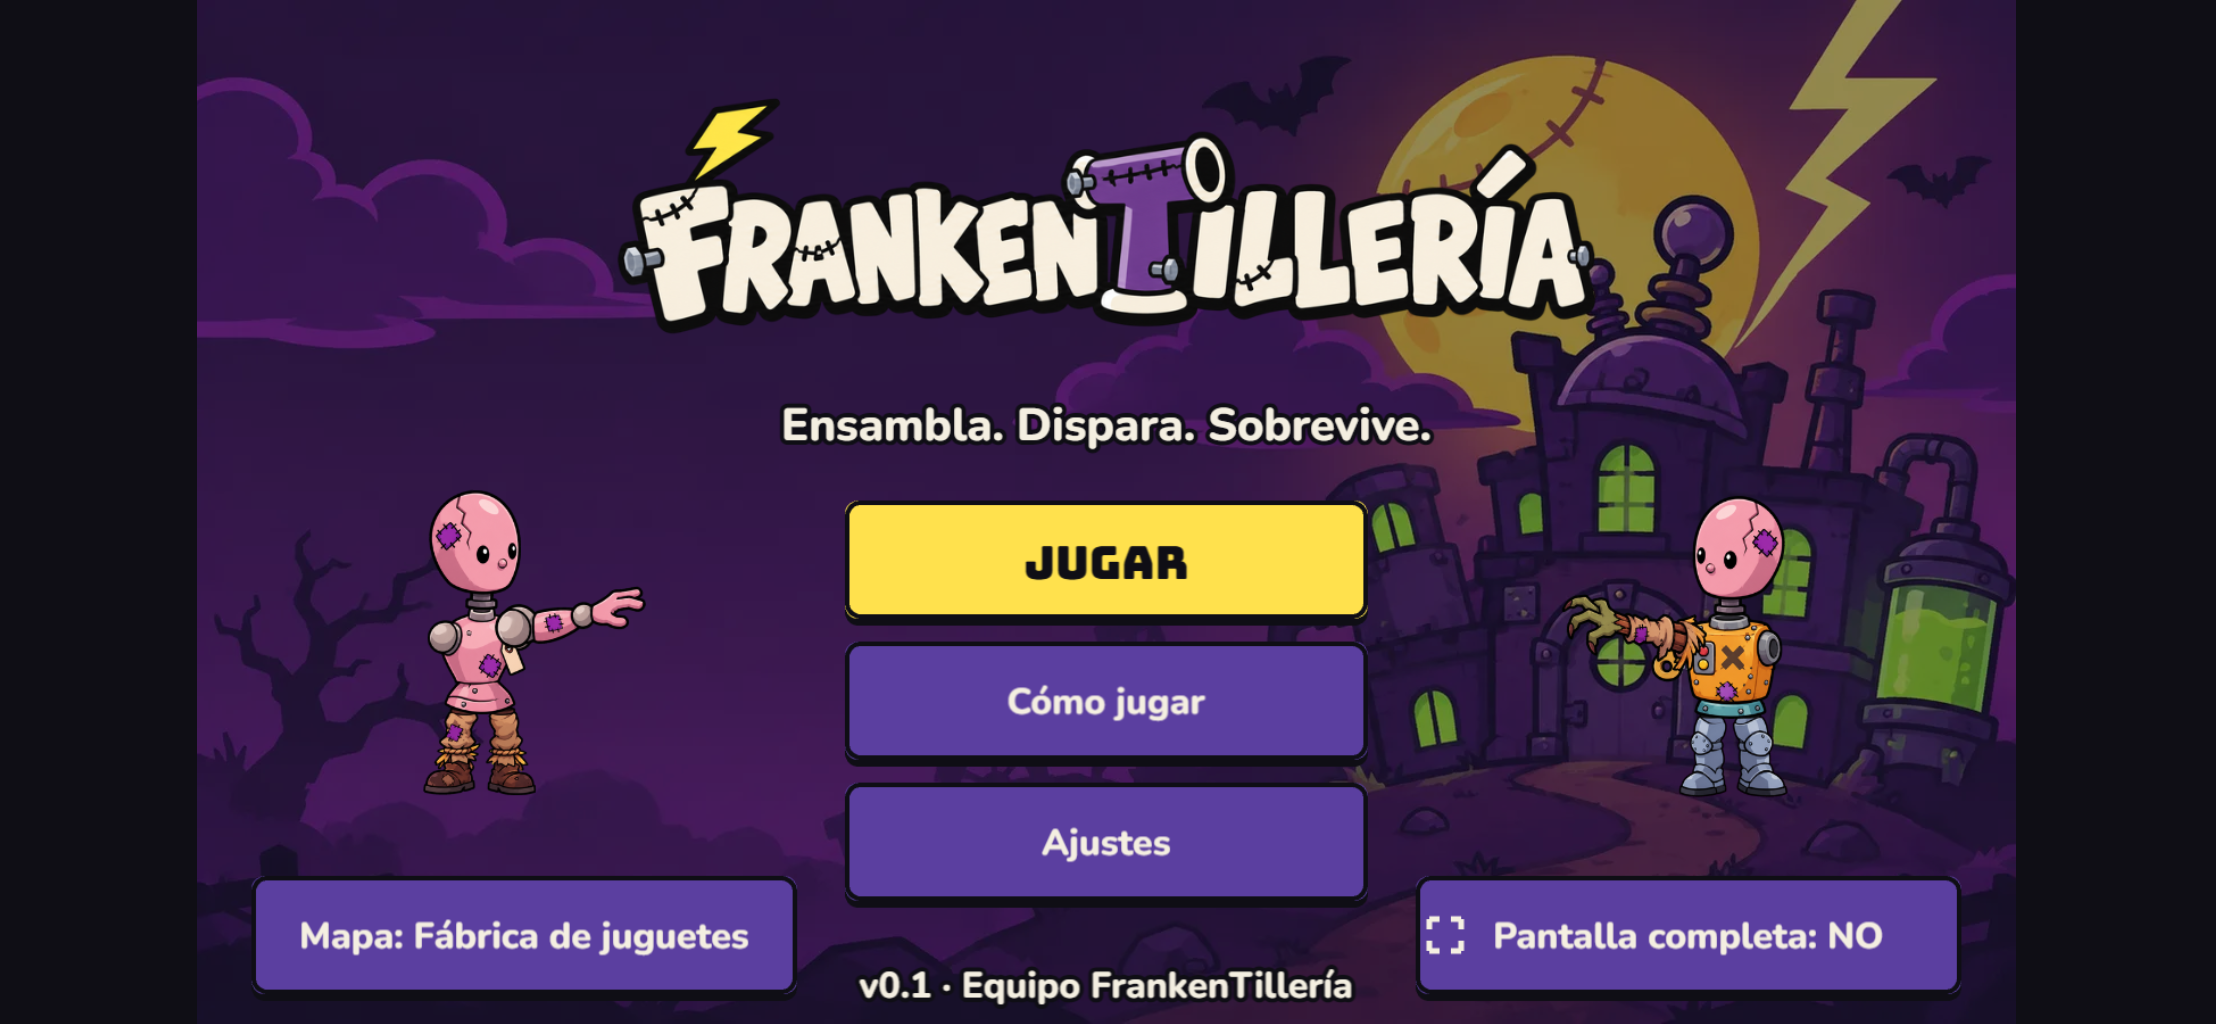 FRANKENTILLERÍA
Ensambla. Dispara. Sobrevive.
JUGAR
Cómo jugar
Ajustes
Mapa: Fábrica de juguetes
Pantalla completa: NO
v0.1 · Equipo FrankenTillería